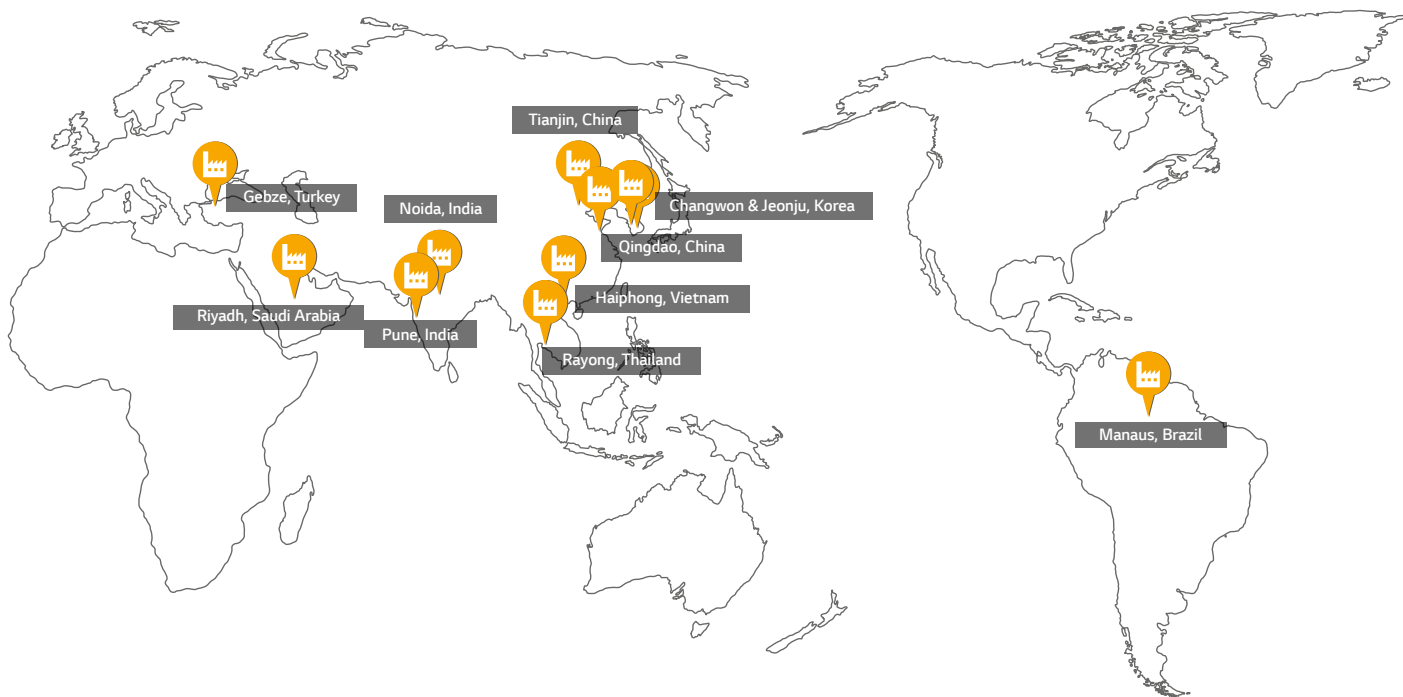 Tianjin, China
Gebze, Turkey
Noida, India
Changwon & Jeonju, Korea
Qingdao, China
Haiphong, Vietnam
Riyadh, Saudi Arabia
Pune, India
Rayong, Thailand
Manaus, Brazil